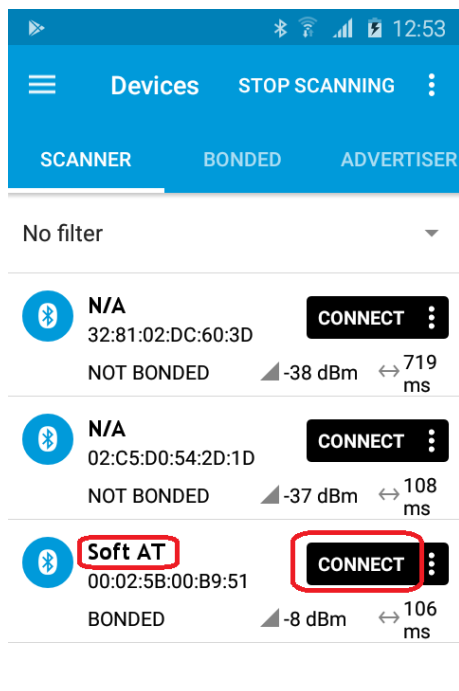 12:53
Devices STOP SCANNING
SCANNER BONDED ADVERTISER
No filter
N/A
CONNECT
32:81:02:DC:60:3D
NOT BONDED -38 dBm 719 ms
N/A
CONNECT
02:C5:D0:54:2D:1D
NOT BONDED -37 dBm 108 ms
Soft AT
CONNECT
00:02:5B:00:B9:51
BONDED -8 dBm 106 ms